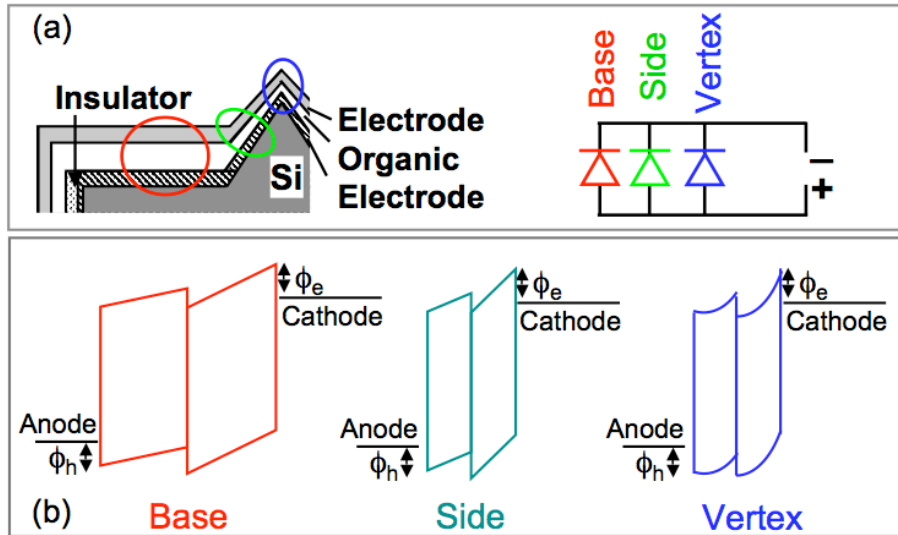 (a)
Insulator
Electrode
Organic
Electrode
Si
Base
Side
Vertex
−
+
ϕe
Cathode
Anode
ϕh
ϕe
Cathode
Anode
ϕh
ϕe
Cathode
Anode
ϕh
(b)
Base
Side
Vertex